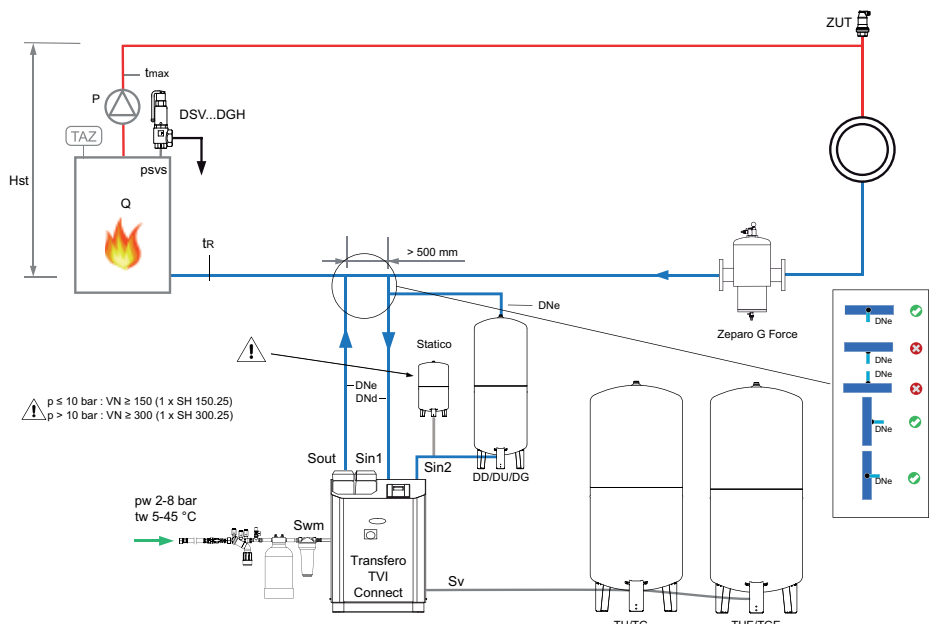 ZUT
tmax
P
DSV...DGH
TAZ
psvs
Hst
Q
tR
> 500 mm
DNe
Zeparo G Force
Statico
DNe
DNe
DNe
DNe
DNe
p ≤ 10 bar : VN ≥ 150 (1 x SH 150.25)
p > 10 bar : VN ≥ 300 (1 x SH 300.25)
DNe
DNd
Sout
Sin1
Sin2
DD/DU/DG
pw 2-8 bar
tw 5-45 °C
Swm
Transfero
TVI
Connect
Sv